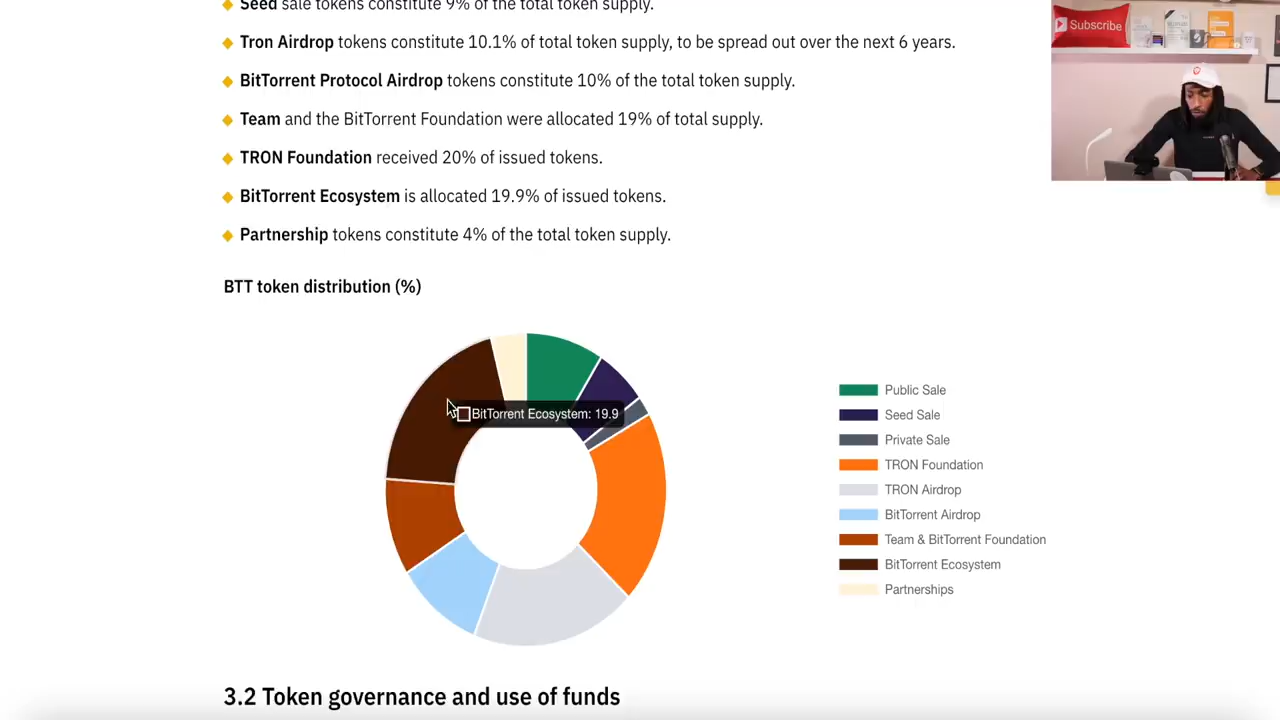 Seed sale tokens constitute 9% of the total token supply.
Tron Airdrop tokens constitute 10.1% of total token supply, to be spread out over the next 6 years.
BitTorrent Protocol Airdrop tokens constitute 10% of the total token supply.
Team and the BitTorrent Foundation were allocated 19% of total supply.
TRON Foundation received 20% of issued tokens.
BitTorrent Ecosystem is allocated 19.9% of issued tokens.
Partnership tokens constitute 4% of the total token supply.
BTT token distribution (%)
BitTorrent Ecosystem: 19.9
Public Sale
Seed Sale
Private Sale
TRON Foundation
TRON Airdrop
BitTorrent Airdrop
Team & BitTorrent Foundation
BitTorrent Ecosystem
Partnerships
3.2 Token governance and use of funds
Subscribe